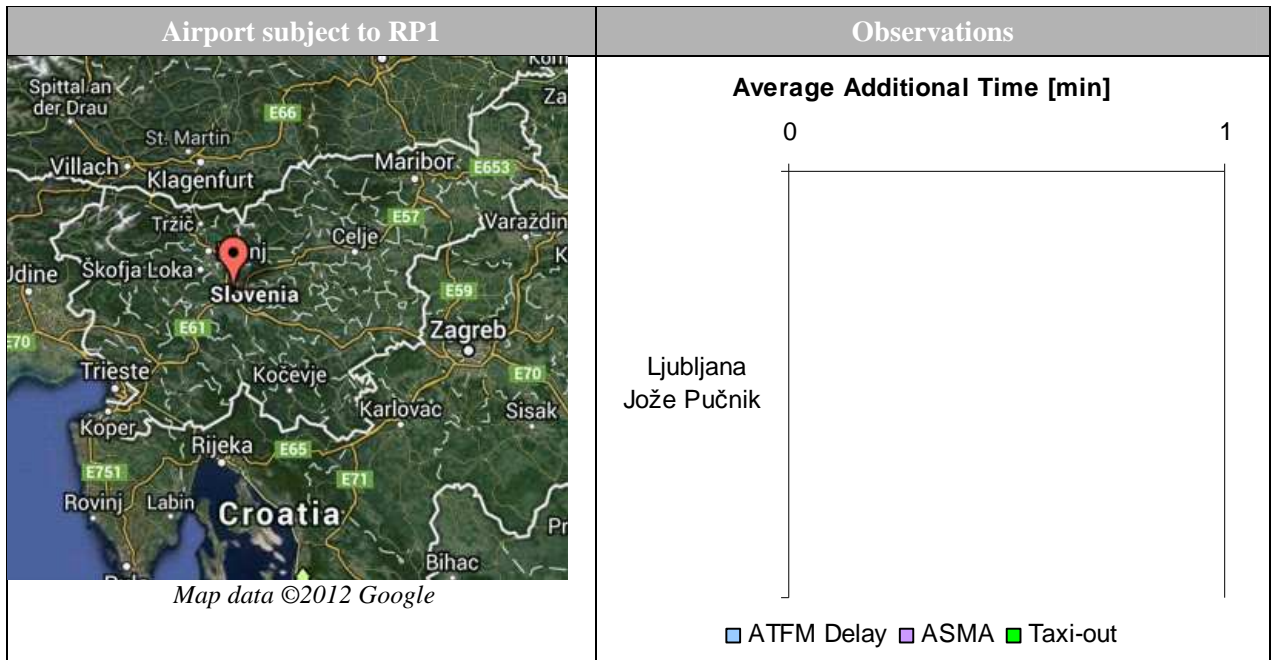 Airport subject to RP1
Observations
Spittal an
der Drau
E66
Za
St. Martin
Villach
Klagenfurt
Maribor
E653
Tržič
E57
Varaždin
nj
Celje
Udine
Škofja Loka
K
Slovenia
E59
E61
Zagreb
E70
Trieste
Kočevje
E70
Karlovac
Sisak
Koper
Rijeka
E65
E751
E71
Rovinj
Labin
Croatia
Pr
Bihac
Map data ©2012 Google
Average Additional Time [min]
0 1
Ljubljana
Jože Pučnik
ATFM Delay ASMA Taxi-out